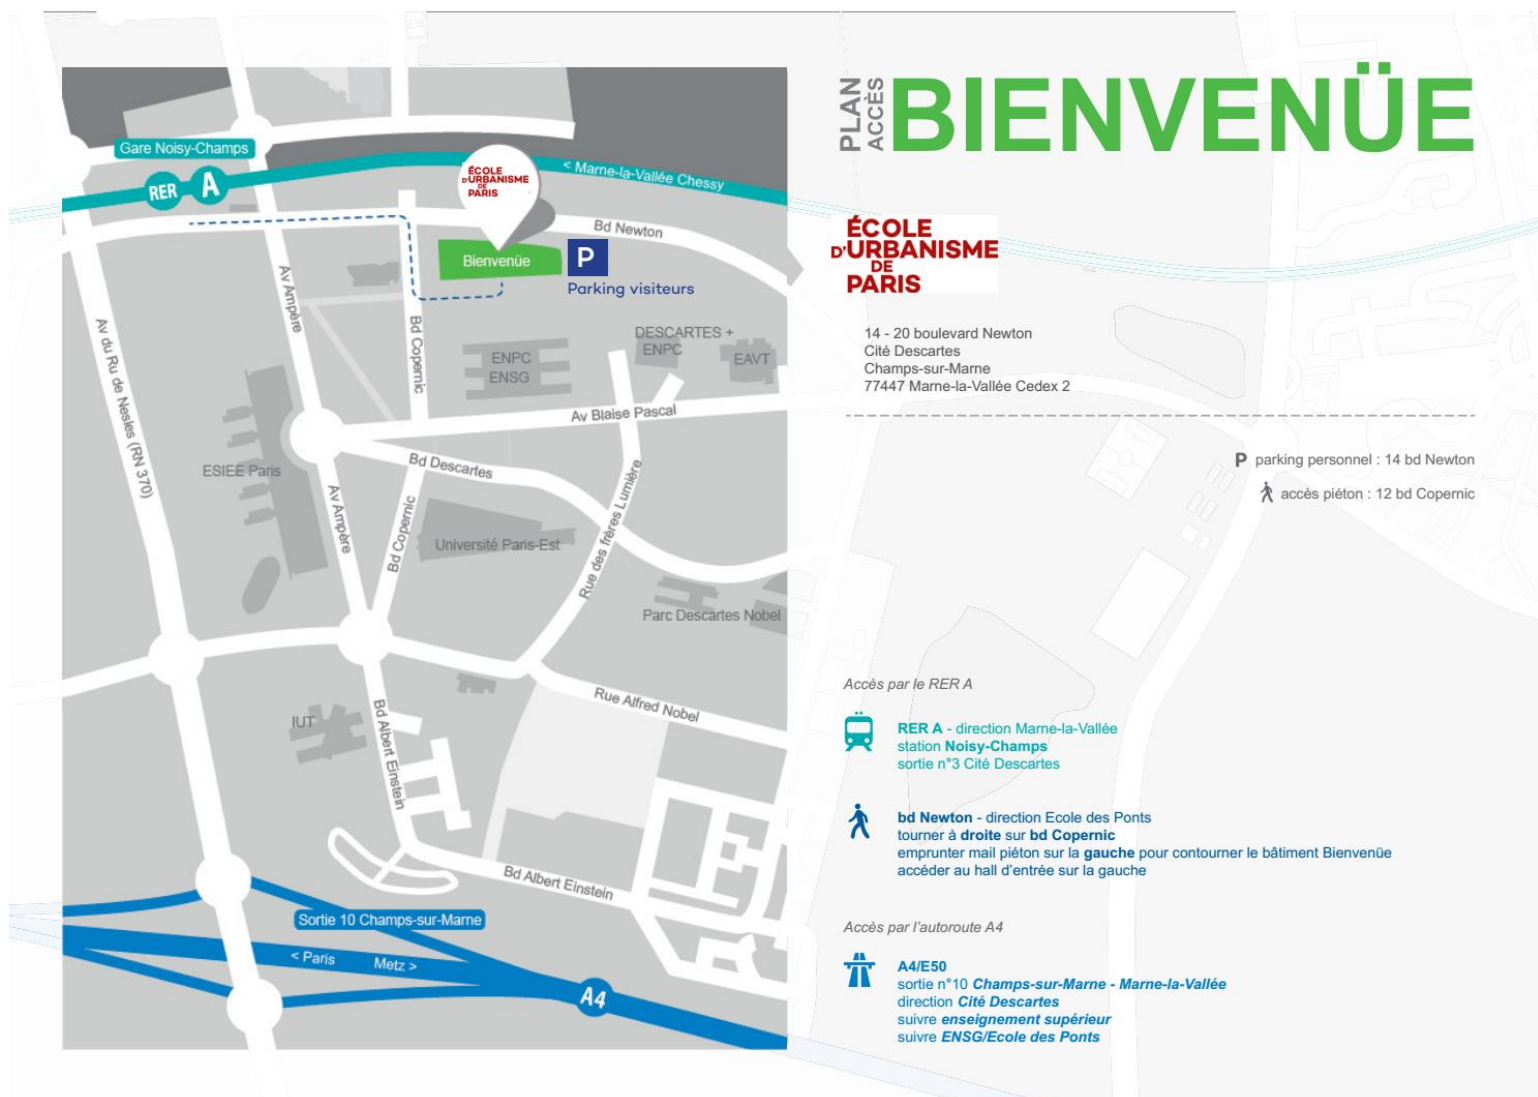 PLAN
ACCÈS
BIENVENÜE
Gare Noisy-Champs
RER A
< Marne-la-Vallée Chessy
ÉCOLE
D'URBANISME
DE
PARIS
Bd Newton
Bienvenüe
P
Parking visiteurs
Av Ampère
Bd Copernic
Av du Ru de Nesles (RN 370)
DESCARTES +
ENPC
EAVT
ENPC
ENSG
Av Blaise Pascal
Bd Descartes
ESIEE Paris
Av Ampère
Bd Copernic
Rue des frères Lumière
Université Paris-Est
Parc Descartes Nobel
Rue Alfred Nobel
IUT
Bd Albert Einstein
Bd Albert Einstein
Sortie 10 Champs-sur-Marne
< Paris
Metz >
A4
ÉCOLE
D'URBANISME
DE
PARIS
14 - 20 boulevard Newton
Cité Descartes
Champs-sur-Marne
77447 Marne-la-Vallée Cedex 2
P parking personnel : 14 bd Newton
accès piéton : 12 bd Copernic
Accès par le RER A
RER A - direction Marne-la-Vallée
station Noisy-Champs
sortie n°3 Cité Descartes
bd Newton - direction Ecole des Ponts
tourner à droite sur bd Copernic
emprunter mail piéton sur la gauche pour contourner le bâtiment Bienvenüe
accéder au hall d'entrée sur la gauche
Accès par l'autoroute A4
A4/E50
sortie n°10 Champs-sur-Marne - Marne-la-Vallée
direction Cité Descartes
suivre enseignement supérieur
suivre ENSG/Ecole des Ponts